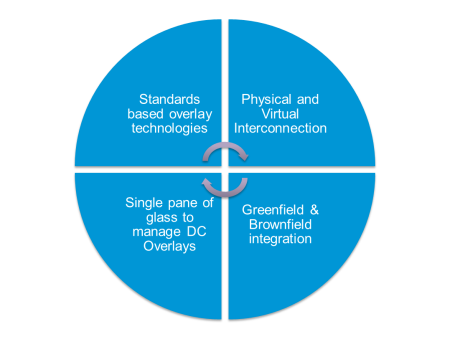 Standards
based overlay
technologies
Physical and
Virtual
Interconnection
Single pane of
glass to
manage DC
Overlays
Greenfield &
Brownfield
integration